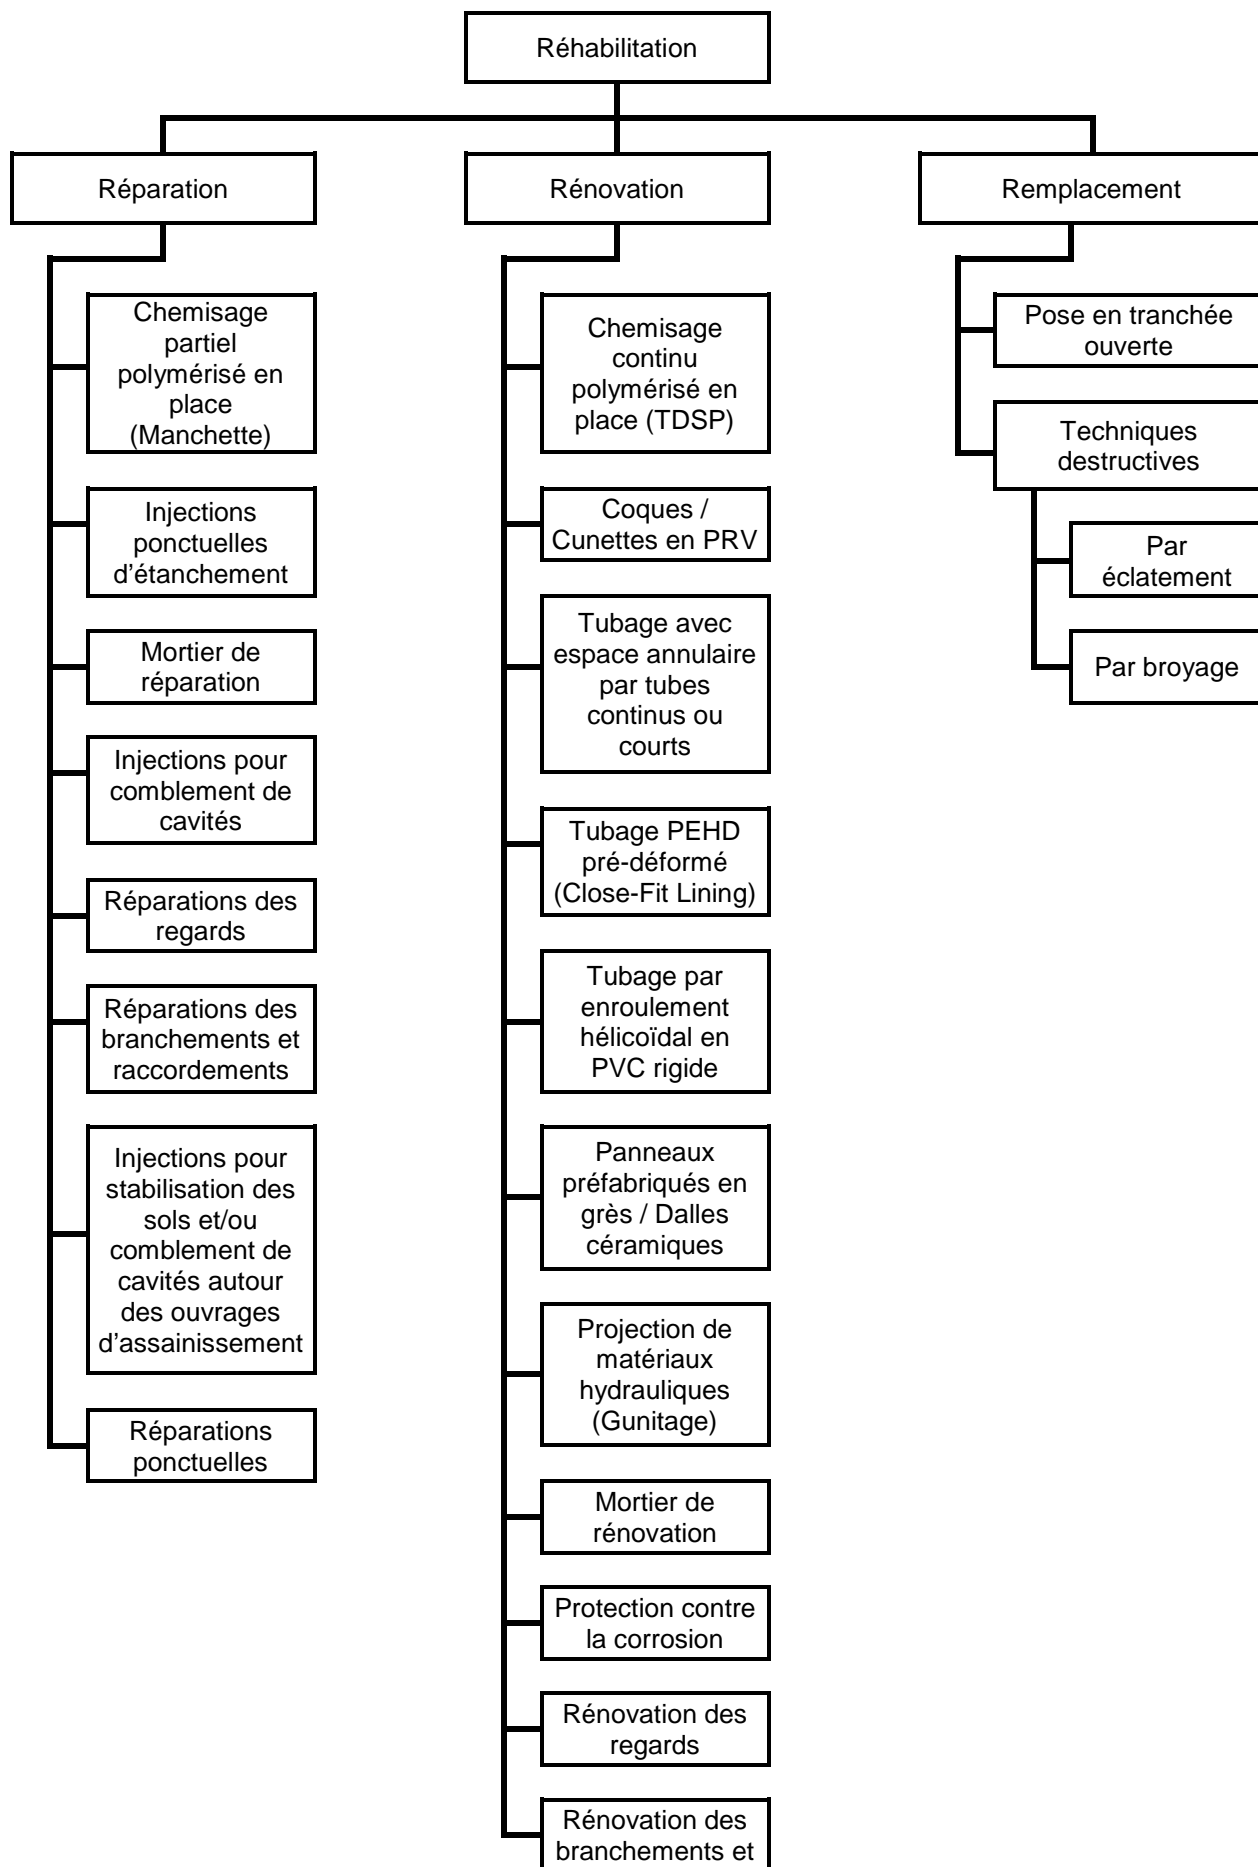 Réhabilitation
Réparation
Rénovation
Remplacement
Chemisage
partiel
polymérisé en
place
(Manchette)
Injections
ponctuelles
d’étanchement
Mortier de
réparation
Injections pour
comblement de
cavités
Réparations des
regards
Réparations des
branchements et
raccordements
Injections pour
stabilisation des
sols et/ou
comblement de
cavités autour
des ouvrages
d’assainissement
Réparations
ponctuelles
Chemisage
continu
polymérisé en
place (TDSP)
Coques /
Cunettes en PRV
Tubage avec
espace annulaire
par tubes
continus ou
courts
Tubage PEHD
pré-déformé
(Close-Fit Lining)
Tubage par
enroulement
hélicoïdal en
PVC rigide
Panneaux
préfabriqués en
grès / Dalles
céramiques
Projection de
matériaux
hydrauliques
(Gunitage)
Mortier de
rénovation
Protection contre
la corrosion
Rénovation des
regards
Rénovation des
branchements et
Pose en tranchée
ouverte
Techniques
destructives
Par
éclatement
Par broyage